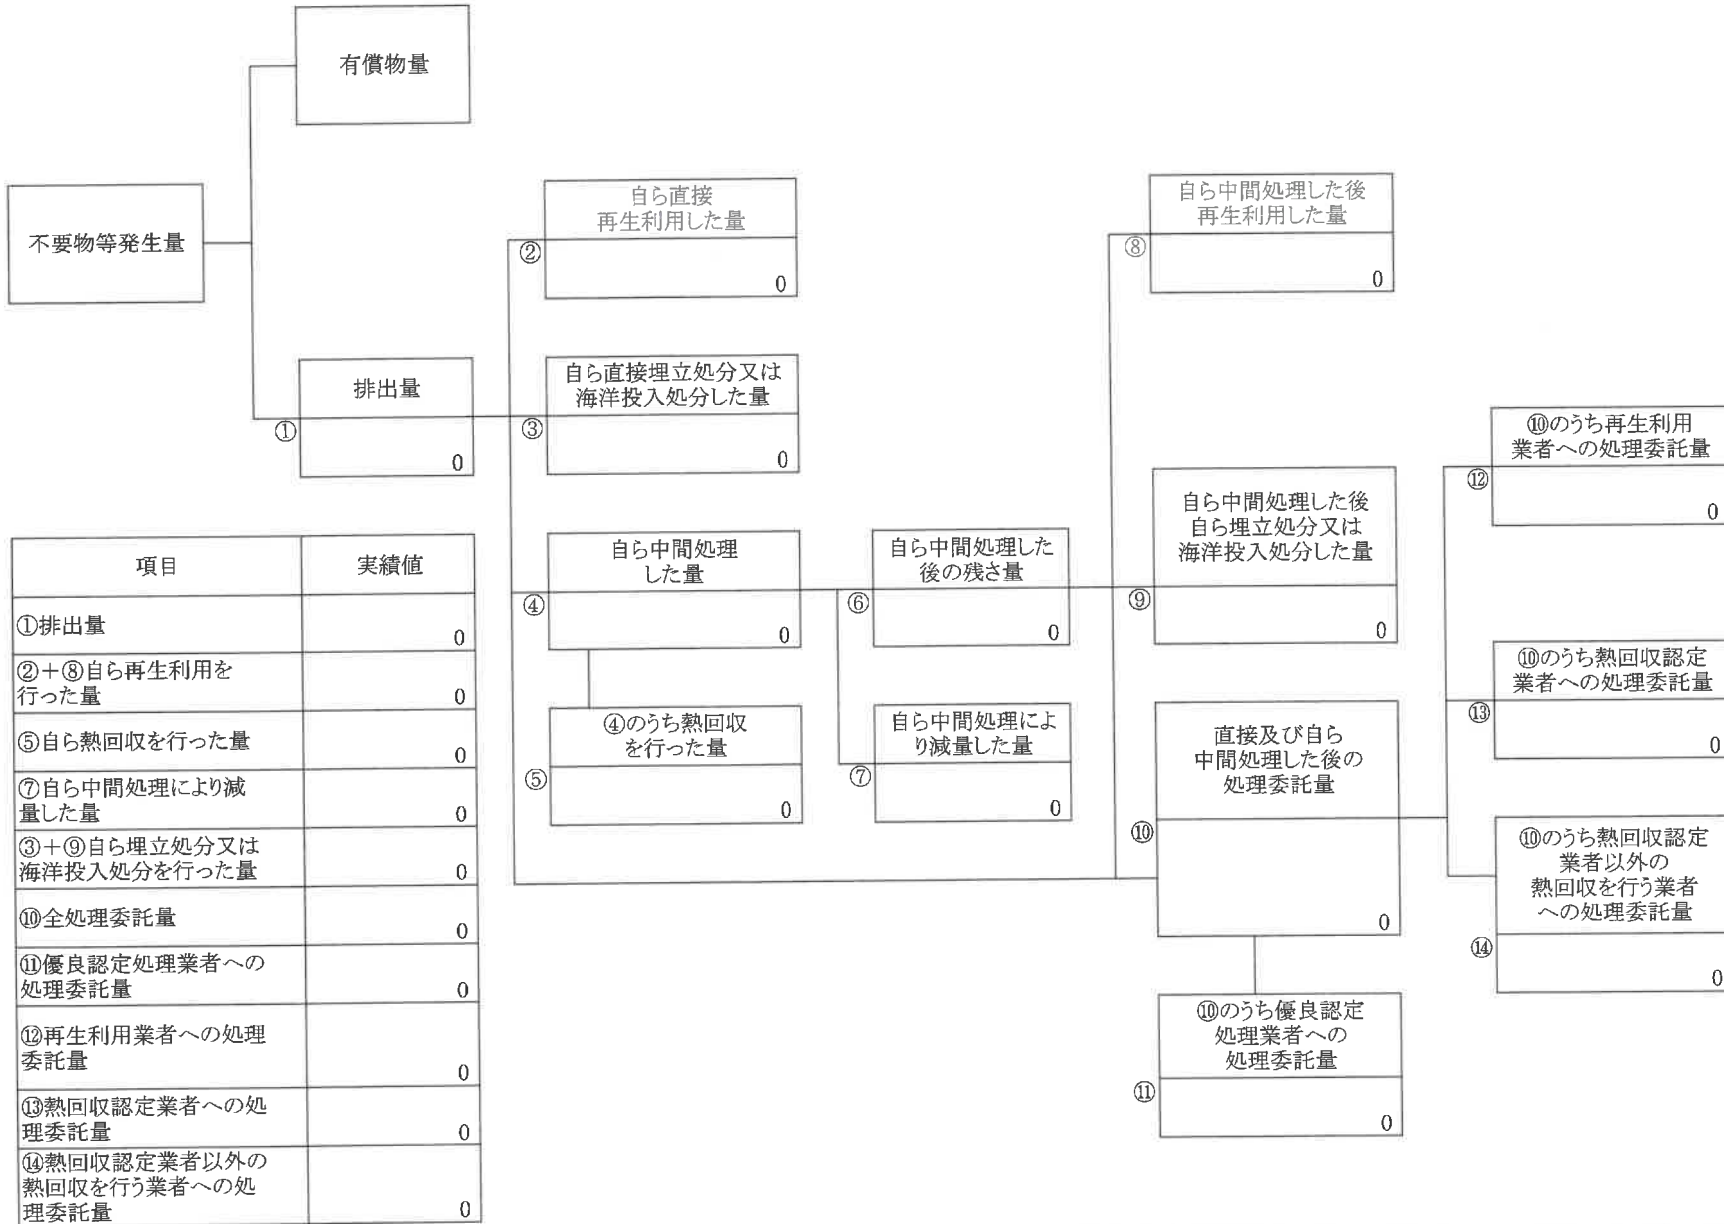 有償物量
不要物等発生量
排出量
①
0
自ら直接
再生利用した量
②
0
自ら直接埋立処分又は
海洋投入処分した量
③
0
自ら中間処理
した量
④
0
④のうち熱回収
を行った量
⑤
0
自ら中間処理した
後の残さ量
⑥
0
自ら中間処理によ
り減量した量
⑦
0
自ら中間処理した後
再生利用した量
⑧
0
自ら中間処理した後
自ら埋立処分又は
海洋投入処分した量
⑨
0
直接及び自ら
中間処理した後の
処理委託量
⑩
0
⑩のうち優良認定
処理業者への
処理委託量
⑪
0
⑩のうち再生利用
業者への処理委託量
⑫
0
⑩のうち熱回収認定
業者への処理委託量
⑬
0
⑩のうち熱回収認定
業者以外の
熱回収を行う業者
への処理委託量
⑭
0
項目 実績値
①排出量
0
②+⑧自ら再生利用を
行った量 0
⑤自ら熱回収を行った量
0
⑦自ら中間処理により減
量した量 0
③+⑨自ら埋立処分又は
海洋投入処分を行った量 0
⑩全処理委託量
0
⑪優良認定処理業者への
処理委託量 0
⑫再生利用業者への処理
委託量
0
⑬熱回収認定業者への処
理委託量 0
⑭熱回収認定業者以外の
熱回収を行う業者への処
理委託量 0